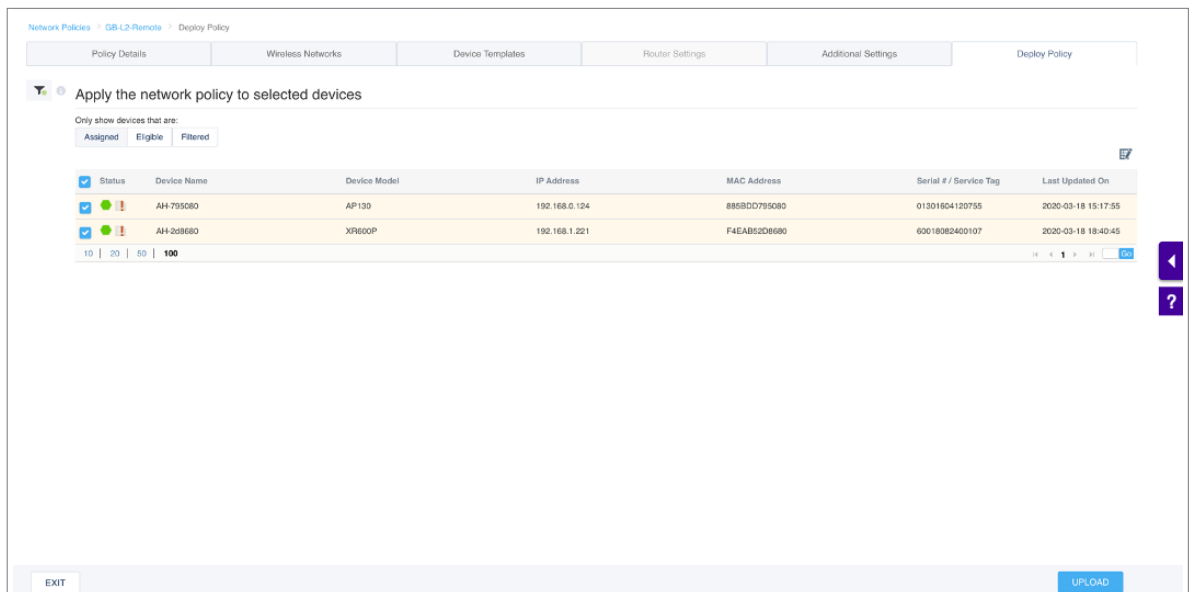 Network Policies > GB-L2-Remote > Deploy Policy
Policy Details Wireless Networks Device Templates Router Settings Additional Settings Deploy Policy
Apply the network policy to selected devices
Only show devices that are:
Assigned Eligible Filtered
Status Device Name Device Model IP Address MAC Address Serial # / Service Tag Last Updated On
AH-795080 AP130 192.168.0.124 885BDD795080 01301604120755 2020-03-18 15:17:55
AH-2d8680 XR600P 192.168.1.221 F4EAB52D8680 60018082400107 2020-03-18 18:40:45
10 | 20 | 50 | 100 1 Go
?
EXIT UPLOAD